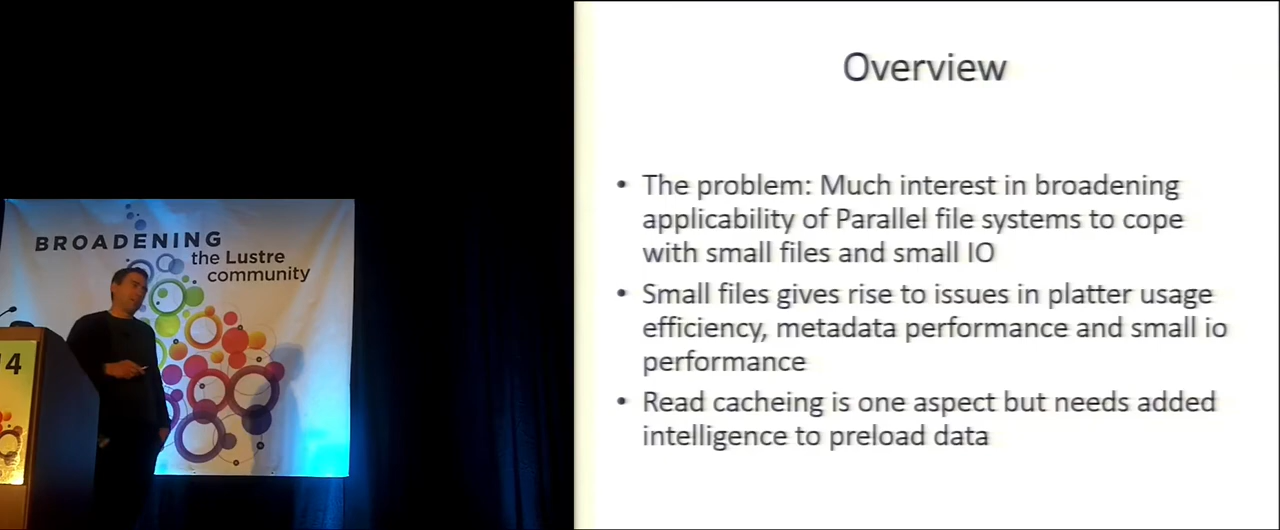 BROADENING
the Lustre
community
'4
Overview
• The problem: Much interest in broadening
applicability of Parallel file systems to cope
with small files and small IO
• Small files gives rise to issues in platter usage
efficiency, metadata performance and small io
performance
• Read cacheing is one aspect but needs added
intelligence to preload data